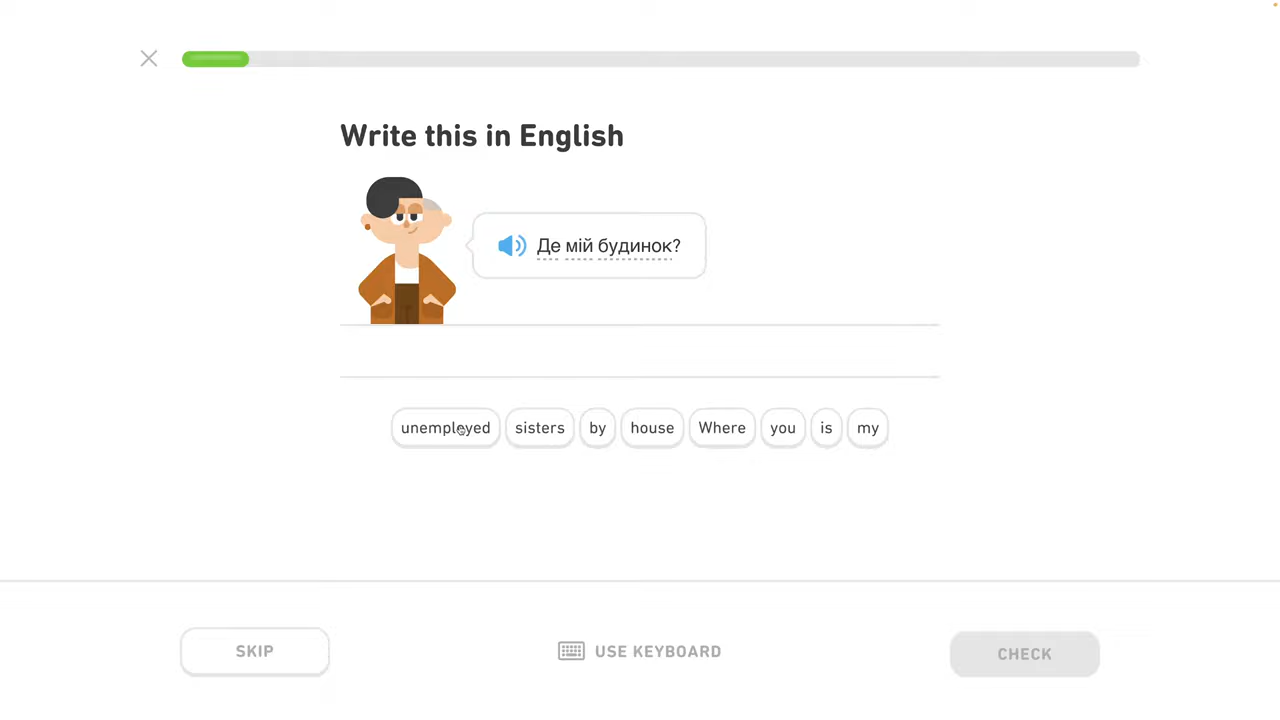 Write this in English
Де мій будинок?
unemployed sisters by house Where you is my
SKIP
USE KEYBOARD
CHECK